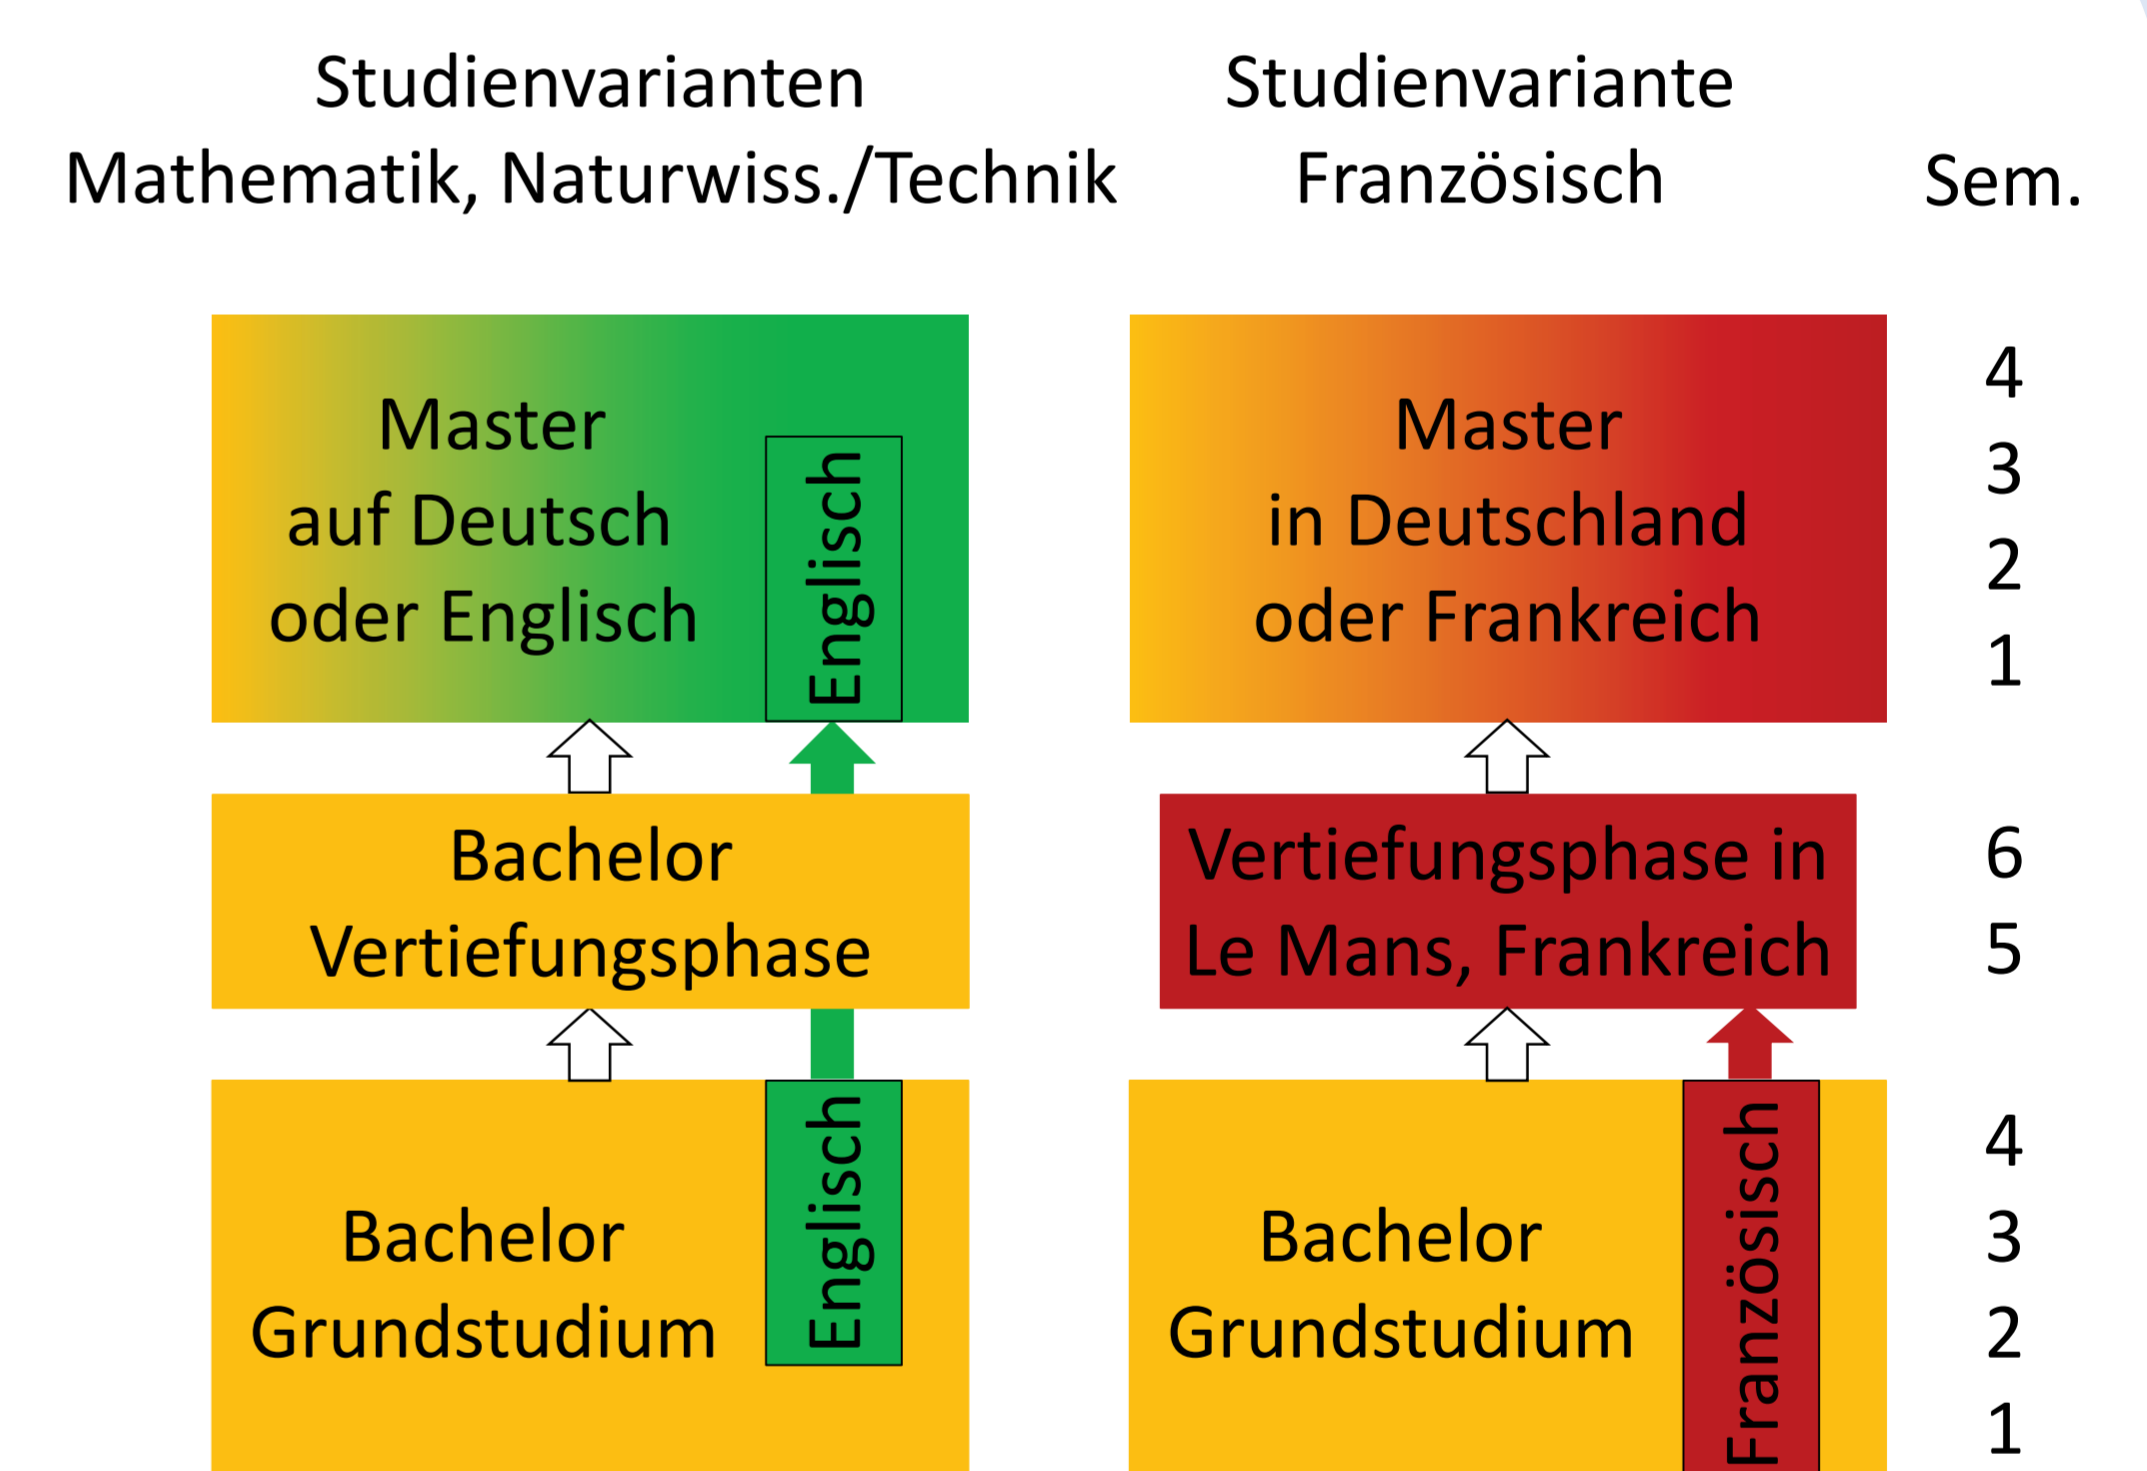 Studienvarianten
Mathematik, Naturwiss./Technik
Studienvariante
Französisch
Sem.
Master
auf Deutsch
oder Englisch
Englisch
Master
in Deutschland
oder Frankreich
4
3
2
1
Bachelor
Vertiefungsphase
Vertiefungsphase in
Le Mans, Frankreich
6
5
Bachelor
Grundstudium
Englisch
Bachelor
Grundstudium
Französisch
4
3
2
1